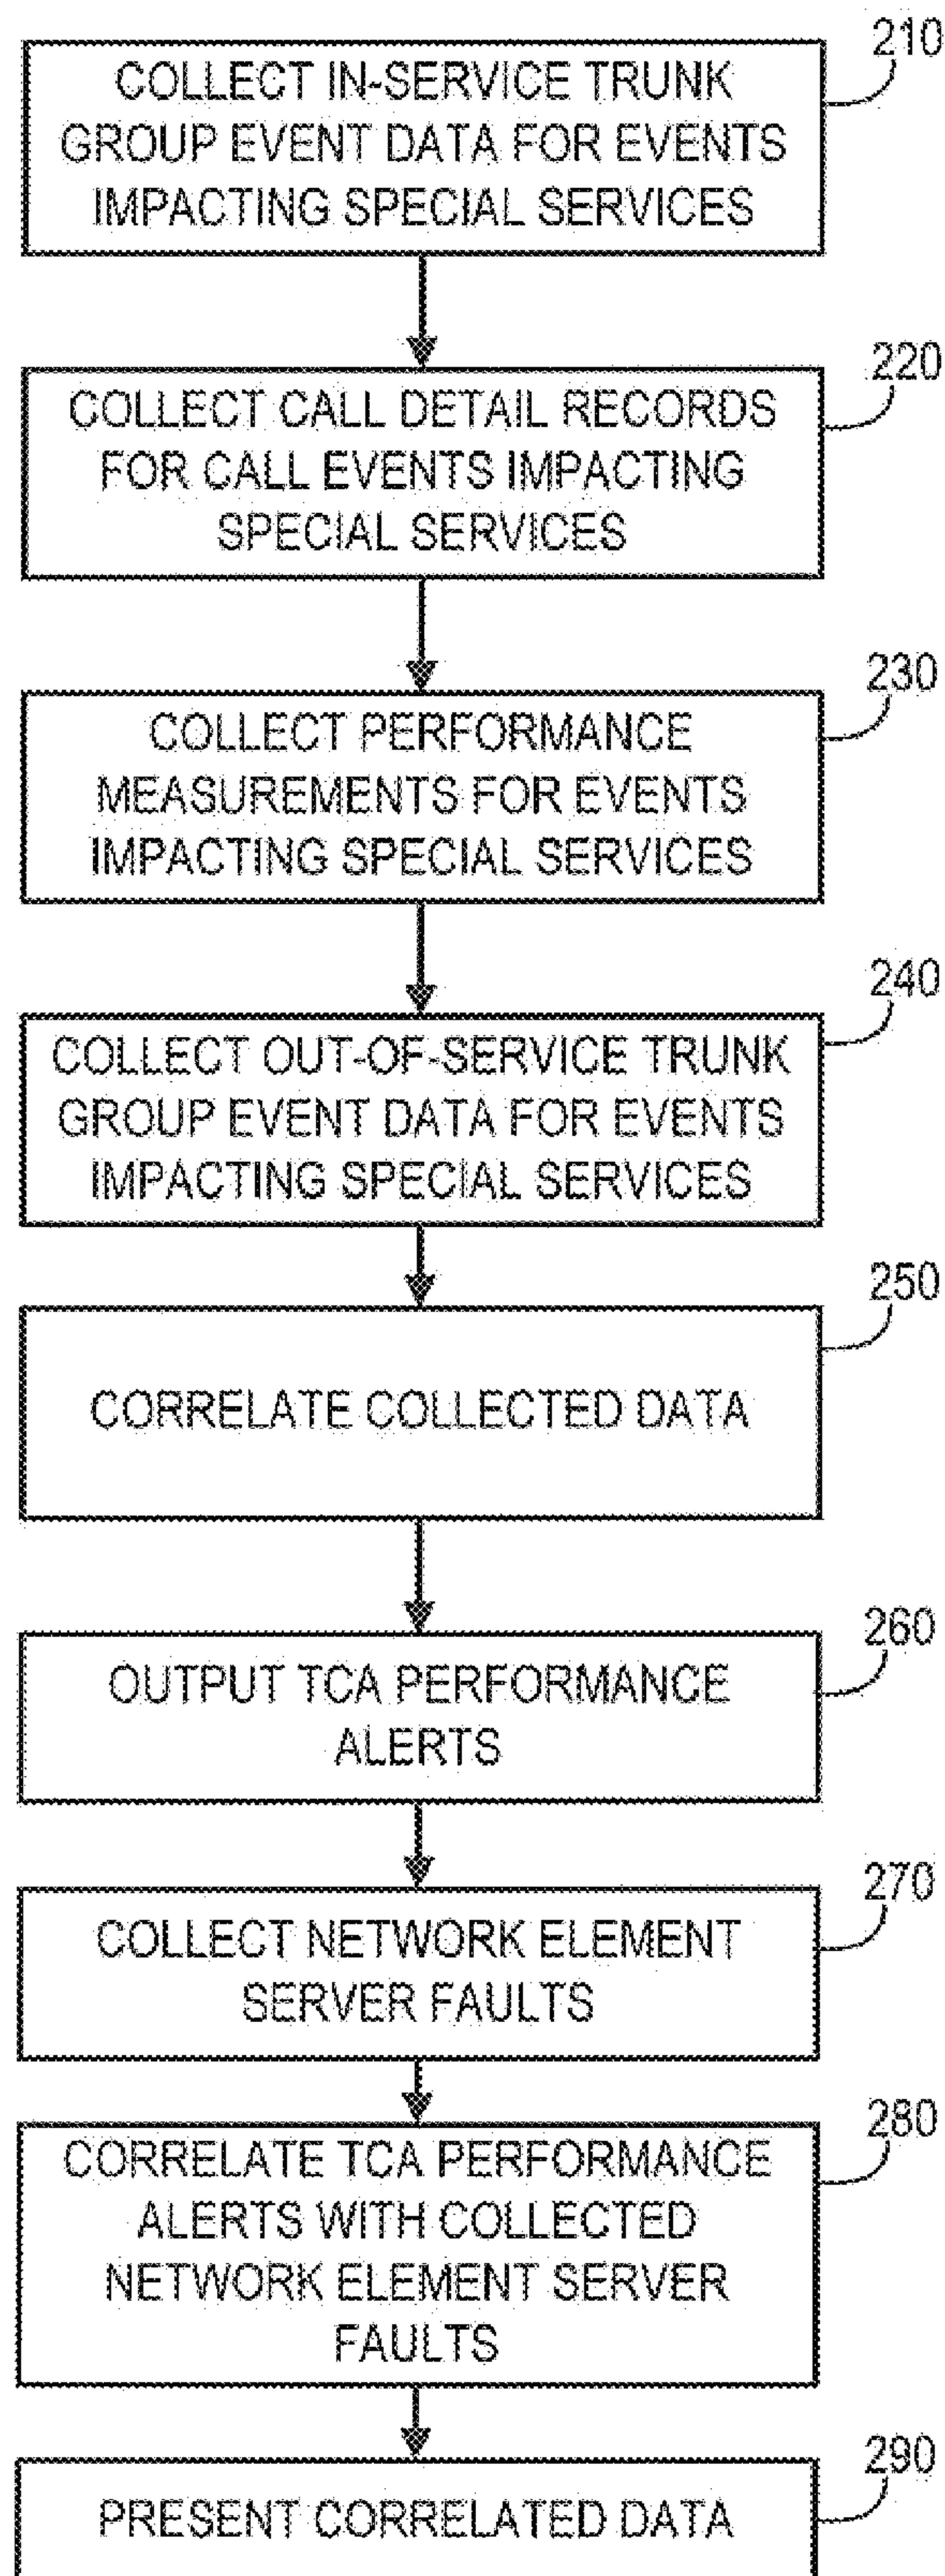 210
COLLECT IN-SERVICE TRUNK
GROUP EVENT DATA FOR EVENTS
IMPACTING SPECIAL SERVICES
220
COLLECT CALL DETAIL RECORDS
FOR CALL EVENTS IMPACTING
SPECIAL SERVICES
230
COLLECT PERFORMANCE
MEASUREMENTS FOR EVENTS
IMPACTING SPECIAL SERVICES
240
COLLECT OUT-OF-SERVICE TRUNK
GROUP EVENT DATA FOR EVENTS
IMPACTING SPECIAL SERVICES
250
CORRELATE COLLECTED DATA
260
OUTPUT TCA PERFORMANCE
ALERTS
270
COLLECT NETWORK ELEMENT
SERVER FAULTS
280
CORRELATE TCA PERFORMANCE
ALERTS WITH COLLECTED
NETWORK ELEMENT SERVER
FAULTS
290
PRESENT CORRELATED DATA